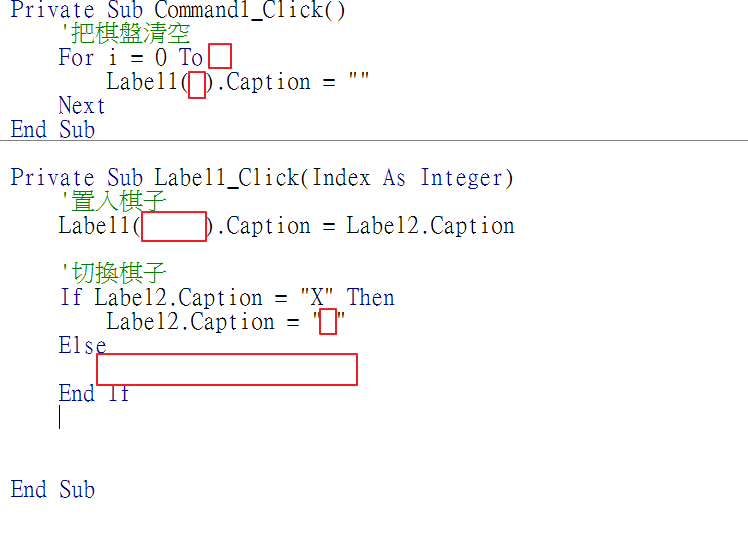 Private Sub Command1_Click()
'把棋盤清空
For i = 0 To
Label1( ).Caption = ""
Next
End Sub
Private Sub Label1_Click(Index As Integer)
'置入棋子
Label1( ).Caption = Label2.Caption
'切換棋子
If Label2.Caption = "X" Then
Label2.Caption = " "
Else
End If
End Sub